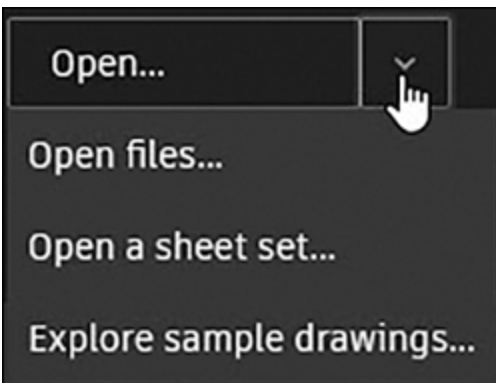 Open...
Open files...
Open a sheet set...
Explore sample drawings...